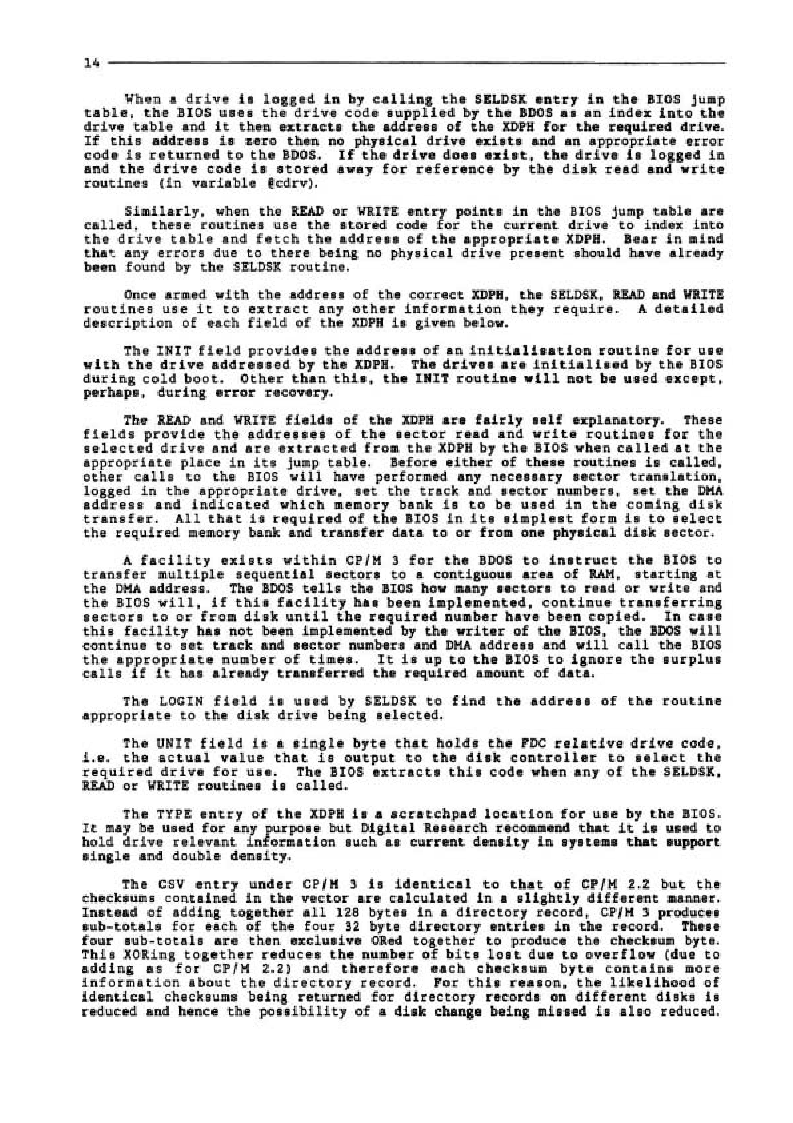 14
When a drive is logged in by calling the SELDSK entry in the BIOS jump
table, the BIOS uses the drive code supplied by the BDOS as an index into the
drive table and it then extracts the address of the XDPH for the required drive.
If this address is zero then no physical drive exists and an appropriate error
code is returned to the BDOS. If the drive does exist, the drive is logged in
and the drive code is stored away for reference by the disk read and write
routines (in variable @cdrv).
Similarly, when the READ or WRITE entry points in the BIOS jump table are
called, these routines use the stored code for the current drive to index into
the drive table and fetch the address of the appropriate XDPH. Bear in mind
that any errors due to there being no physical drive present should have already
been found by the SELDSK routine.
Once armed with the address of the correct XDPH, the SELDSK, READ and WRITE
routines use it to extract any other information they require. A detailed
description of each field of the XDPH is given below.
The INIT field provides the address of an initialisation routine for use
with the drive addressed by the XDPH. The drives are initialised by the BIOS
during cold boot. Other than this, the INIT routine will not be used except,
perhaps, during error recovery.
The READ and WRITE fields of the XDPH are fairly self explanatory. These
fields provide the addresses of the sector read and write routines for the
selected drive and are extracted from the XDPH by the BIOS when called at the
appropriate place in its jump table. Before either of these routines is called,
other calls to the BIOS will have performed any necessary sector translation,
logged in the appropriate drive, set the track and sector numbers, set the DMA
address and indicated which memory bank is to be used in the coming disk
transfer. All that is required of the BIOS in its simplest form is to select
the required memory bank and transfer data to or from one physical disk sector.
A facility exists within CP/M 3 for the BDOS to instruct the BIOS to
transfer multiple sequential sectors to a contiguous area of RAM, starting at
the DMA address. The BDOS tells the BIOS how many sectors to read or write and
the BIOS will, if this facility has been implemented, continue transferring
sectors to or from disk until the required number have been copied. In case
this facility has not been implemented by the writer of the BIOS, the BDOS will
continue to set track and sector numbers and DMA address and will call the BIOS
the appropriate number of times. It is up to the BIOS to ignore the surplus
calls if it has already transferred the required amount of data.
The LOGIN field is used by SELDSK to find the address of the routine
appropriate to the disk drive being selected.
The UNIT field is a single byte that holds the FDC relative drive code,
i.e. the actual value that is output to the disk controller to select the
required drive for use. The BIOS extracts this code when any of the SELDSK,
READ or WRITE routines is called.
The TYPE entry of the XDPH is a scratchpad location for use by the BIOS.
It may be used for any purpose but Digital Research recommend that it is used to
hold drive relevant information such as current density in systems that support
single and double density.
The CSV entry under CP/M 3 is identical to that of CP/M 2.2 but the
checksums contained in the vector are calculated in a slightly different manner.
Instead of adding together all 128 bytes in a directory record, CP/M 3 produces
sub-totals for each of the four 32 byte directory entries in the record. These
four sub-totals are then exclusive ORed together to produce the checksum byte.
This XORing together reduces the number of bits lost due to overflow (due to
adding as for CP/M 2.2) and therefore each checksum byte contains more
information about the directory record. For this reason, the likelihood of
identical checksums being returned for directory records on different disks is
reduced and hence the possibility of a disk change being missed is also reduced.